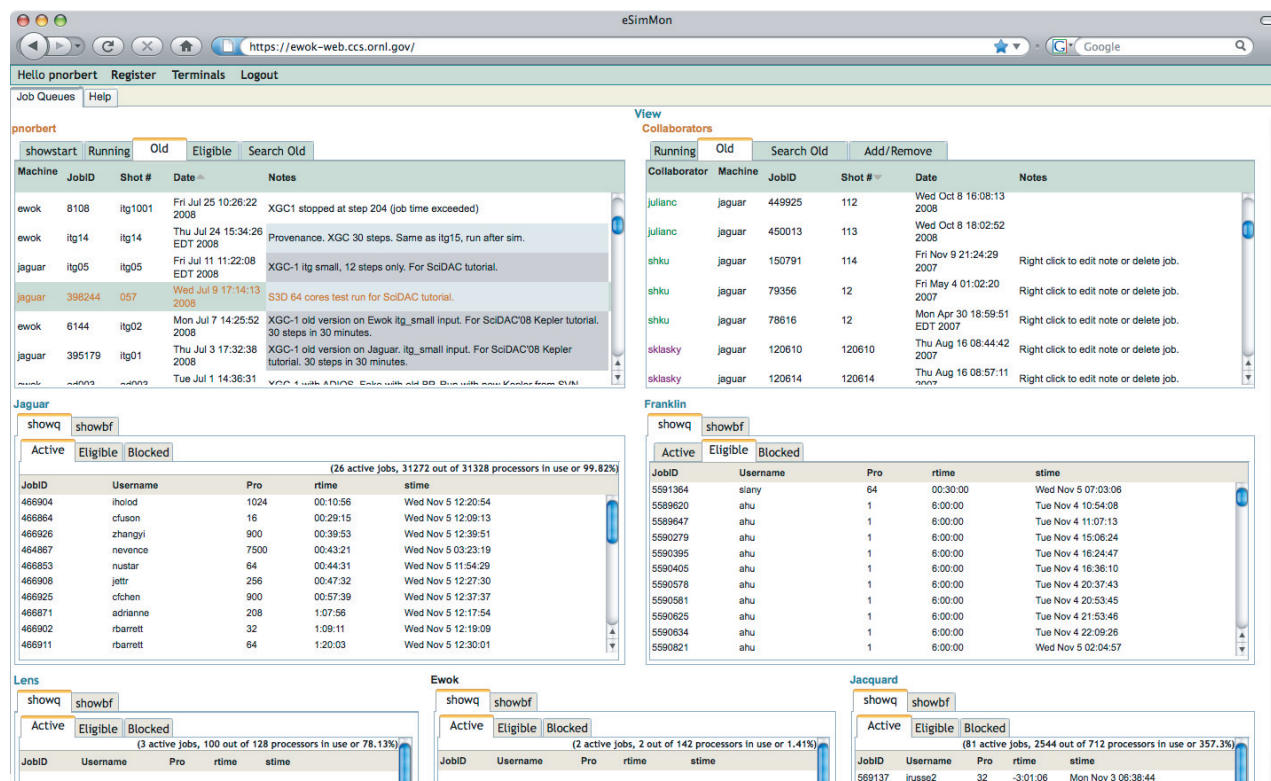 eSimMon
https://ewok-web.ccs.ornl.gov/
G Google
Hello pnorbert Register Terminals Logout
Job Queues Help
View
pnorbert
showstart Running Old Eligible Search Old
Machine JobID Shot # Date Notes
ewok 8108 itg1001 Fri Jul 25 10:26:22 2008 XGC1 stopped at step 204 (job time exceeded)
ewok itg14 itg14 Thu Jul 24 15:34:26 EDT 2008 Provenance. XGC 30 steps. Same as itg15, run after sim.
jaguar itg05 itg05 Fri Jul 11 11:22:08 EDT 2008 XGC-1 itg small, 12 steps only. For SciDAC tutorial.
jaguar 398244 057 Wed Jul 9 17:14:13 2008 S3D 64 cores test run for SciDAC tutorial.
ewok 6144 itg02 Mon Jul 7 14:25:52 2008 XGC-1 old version on Ewok itg_small input. For SciDAC'08 Kepler tutorial. 30 steps in 30 minutes.
jaguar 395179 itg01 Thu Jul 3 17:32:38 2008 XGC-1 old version on Jaguar. itg_small input. For SciDAC'08 Kepler tutorial. 30 steps in 30 minutes.
ewok ad003 ad003 Tue Jul 1 14:36:31 XGC-1 with ADIOS. Fake with old BP. Run with new Kepler from SVN
Collaborators
Running Old Search Old Add/Remove
Collaborator Machine JobID Shot # Date Notes
julianc jaguar 449925 112 Wed Oct 8 16:08:13 2008
julianc jaguar 450013 113 Wed Oct 8 18:02:52 2008
shku jaguar 150791 114 Fri Nov 9 21:24:29 2007 Right click to edit note or delete job.
shku jaguar 79356 12 Fri May 4 01:02:20 2007 Right click to edit note or delete job.
shku jaguar 78616 12 Mon Apr 30 18:59:51 EDT 2007 Right click to edit note or delete job.
sklasky jaguar 120610 120610 Thu Aug 16 08:44:42 2007 Right click to edit note or delete job.
sklasky jaguar 120614 120614 Thu Aug 16 08:57:11 2007 Right click to edit note or delete job.
Jaguar
showq showbf
Active Eligible Blocked
(26 active jobs, 31272 out of 31328 processors in use or 99.82%)
JobID Username Pro rtime stime
466904 iholod 1024 00:10:56 Wed Nov 5 12:20:54
466864 cfuson 16 00:29:15 Wed Nov 5 12:09:13
466926 zhangyi 900 00:39:53 Wed Nov 5 12:39:51
464867 nevence 7500 00:43:21 Wed Nov 5 03:23:19
466853 nustar 64 00:44:31 Wed Nov 5 11:54:29
466908 jettr 256 00:47:32 Wed Nov 5 12:27:30
466925 cfchen 900 00:57:39 Wed Nov 5 12:37:37
466871 adrianne 208 1:07:56 Wed Nov 5 12:17:54
466902 rbarrett 32 1:09:11 Wed Nov 5 12:19:09
466911 rbarrett 64 1:20:03 Wed Nov 5 12:30:01
Franklin
showq showbf
Active Eligible Blocked
JobID Username Pro rtime stime
5591364 slany 64 00:30:00 Wed Nov 5 07:03:06
5589620 ahu 1 6:00:00 Tue Nov 4 10:54:08
5589647 ahu 1 6:00:00 Tue Nov 4 11:07:13
5590279 ahu 1 6:00:00 Tue Nov 4 15:06:24
5590395 ahu 1 6:00:00 Tue Nov 4 16:24:47
5590405 ahu 1 6:00:00 Tue Nov 4 16:36:10
5590578 ahu 1 6:00:00 Tue Nov 4 20:37:43
5590581 ahu 1 6:00:00 Tue Nov 4 20:53:45
5590625 ahu 1 6:00:00 Tue Nov 4 21:53:46
5590634 ahu 1 6:00:00 Tue Nov 4 22:09:26
5590821 ahu 1 6:00:00 Wed Nov 5 02:04:57
Lens
showq showbf
Active Eligible Blocked
(3 active jobs, 100 out of 128 processors in use or 78.13%)
JobID Username Pro rtime stime
Ewok
showq showbf
Active Eligible Blocked
(2 active jobs, 2 out of 142 processors in use or 1.41%)
JobID Username Pro rtime stime
Jacquard
showq showbf
Active Eligible Blocked
(81 active jobs, 2544 out of 712 processors in use or 357.3%)
JobID Username Pro rtime stime
569137 irusse2 32 -3:01:06 Mon Nov 3 06:38:44